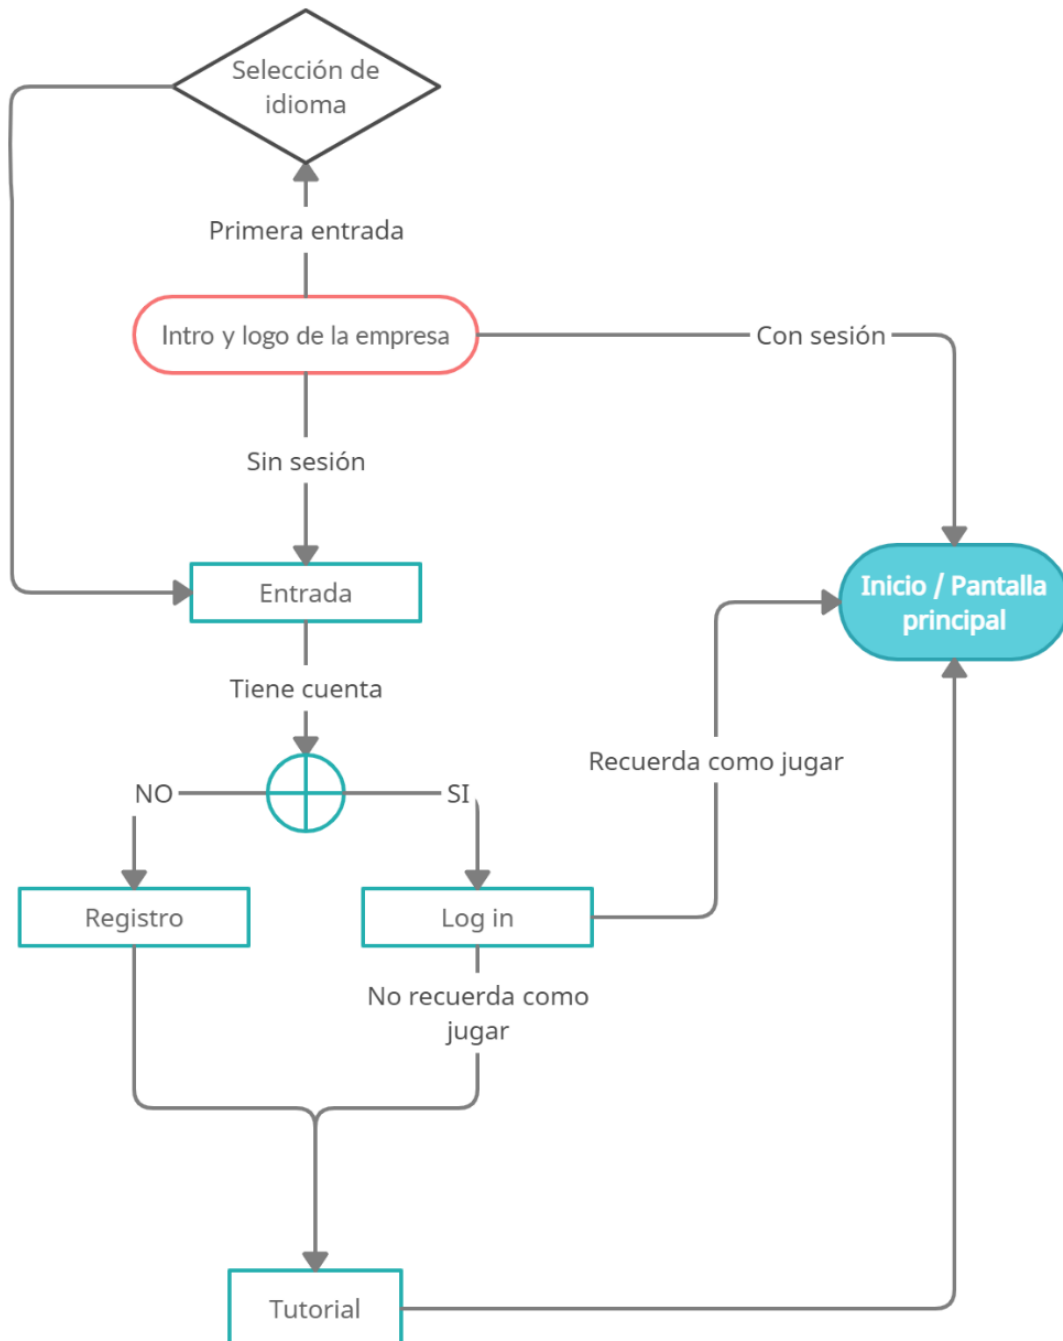 Selección de
idioma
Primera entrada
Intro y logo de la empresa
Con sesión
Sin sesión
Entrada
Inicio / Pantalla
principal
Tiene cuenta
Recuerda como jugar
NO
SI
Registro
Log in
No recuerda como
jugar
Tutorial